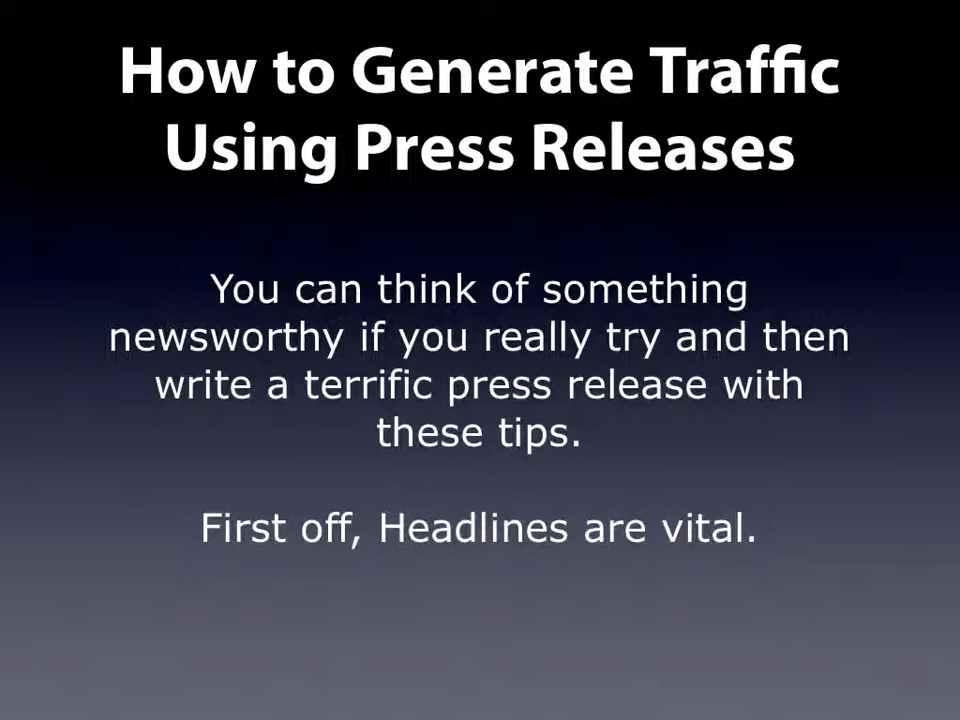 How to Generate Traffic
Using Press Releases
You can think of something
newsworthy if you really try and then
write a terrific press release with
these tips.
First off, Headlines are vital.